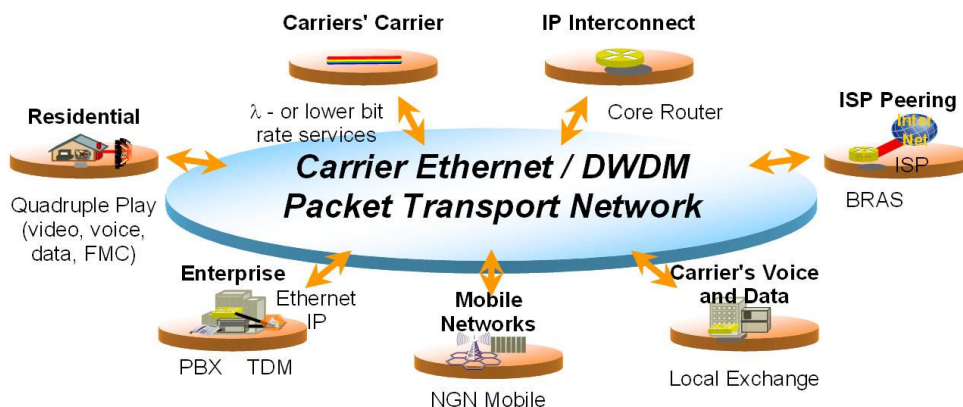 Carriers' Carrier
IP Interconnect
λ - or lower bit
rate services
Core Router
Residential
ISP Peering
Inter
Net
ISP
BRAS
Carrier Ethernet / DWDM
Packet Transport Network
Quadruple Play
(video, voice,
data, FMC)
Enterprise
Ethernet
IP
PBX TDM
Mobile
Networks
NGN Mobile
Carrier's Voice
and Data
Local Exchange